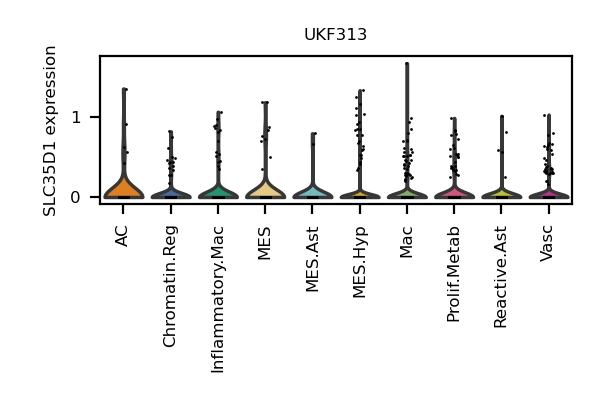 UKF313
SLC35D1 expression
1
0
AC
Chromatin.Reg
Inflammatory.Mac
MES
MES.Ast
MES.Hyp
Mac
Prolif.Metab
Reactive.Ast
Vasc